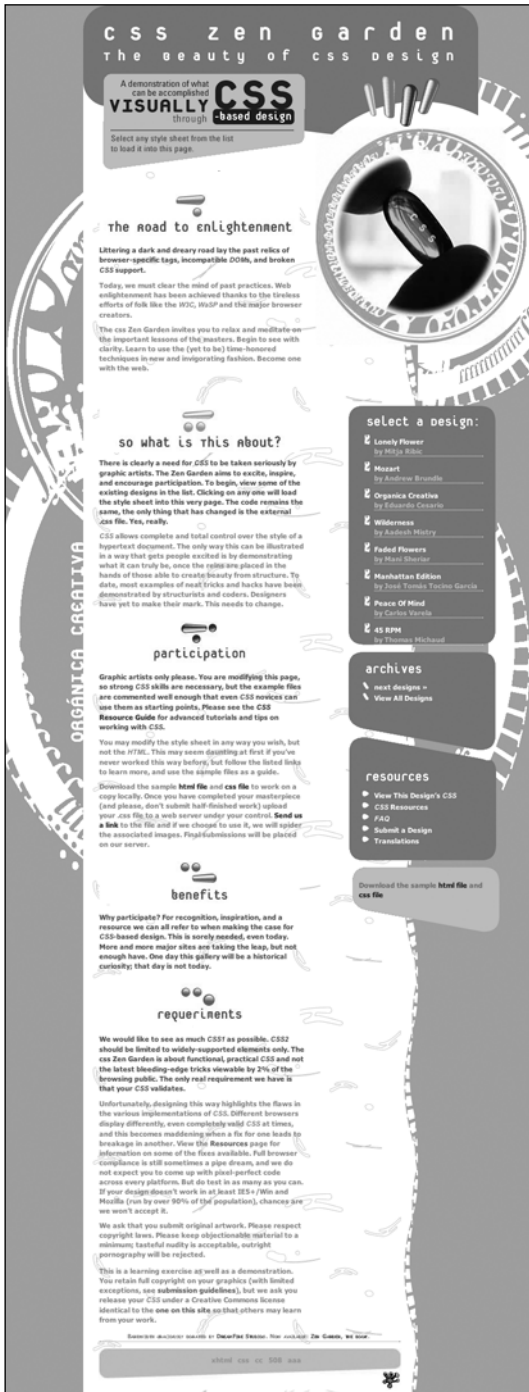 css zen garden
The Beauty of css Design
A demonstration of what
can be accomplished
VISUALLY CSS
through -based design
Select any style sheet from the list
to load it into this page.
CSS
The Road to Enlightenment
Littering a dark and dreary road lay the past relics of
browser-specific tags, incompatible DOMs, and broken
CSS support.
Today, we must clear the mind of past practices. Web
enlightenment has been achieved thanks to the tireless
efforts of folk like the W3C, WaSP and the major browser
creators.
The css Zen Garden invites you to relax and meditate on
the important lessons of the masters. Begin to see with
clarity. Learn to use the (yet to be) time-honored
techniques in new and invigorating fashion. Become one
with the web.
So What is This About?
There is clearly a need for CSS to be taken seriously by
graphic artists. The Zen Garden aims to excite, inspire,
and encourage participation. To begin, view some of the
existing designs in the list. Clicking on any one will load
the style sheet into this very page. The code remains the
same, the only thing that has changed is the external
.css file. Yes, really.
CSS allows complete and total control over the style of a
hypertext document. The only way this can be illustrated
in a way that gets people excited is by demonstrating
what it can truly be, once the reins are placed in the
hands of those able to create beauty from structure. To
date, most examples of neat tricks and hacks have been
demonstrated by structurists and coders. Designers
have yet to make their mark. This needs to change.
ORGÁNICA CREATIVA
participation
Graphic artists only please. You are modifying this page,
so strong CSS skills are necessary, but the example files
are commented well enough that even CSS novices can
use them as starting points. Please see the CSS
Resource Guide for advanced tutorials and tips on
working with CSS.
You may modify the style sheet in any way you wish, but
not the HTML. This may seem daunting at first if you've
never worked this way before, but follow the listed links
to learn more, and use the sample files as a guide.
Download the sample html file and css file to work on a
copy locally. Once you have completed your masterpiece
(and please, don't submit half-finished work) upload
your .css file to a web server under your control. Send us
a link to the file and if we choose to use it, we will spider
the associated images. Final submissions will be placed
on our server.
benefits
Why participate? For recognition, inspiration, and a
resource we can all refer to when making the case for
CSS-based design. This is sorely needed, even today.
More and more major sites are taking the leap, but not
enough have. One day this gallery will be a historical
curiosity; that day is not today.
requeriments
We would like to see as much CSS1 as possible. CSS2
should be limited to widely-supported elements only. The
css Zen Garden is about functional, practical CSS and not
the latest bleeding-edge tricks viewable by 2% of the
browsing public. The only real requirement we have is
that your CSS validates.
Unfortunately, designing this way highlights the flaws in
the various implementations of CSS. Different browsers
display differently, even completely valid CSS at times,
and this becomes maddening when a fix for one leads to
breakage in another. View the Resources page for
information on some of the fixes available. Full browser
compliance is still sometimes a pipe dream, and we do
not expect you to come up with pixel-perfect code
across every platform. But do test in as many as you can.
If your design doesn't work in at least IE5+/Win and
Mozilla (run by over 90% of the population), chances are
we won't accept it.
We ask that you submit original artwork. Please respect
copyright laws. Please keep objectionable material to a
minimum; tasteful nudity is acceptable, outright
pornography will be rejected.
This is a learning exercise as well as a demonstration.
You retain full copyright on your graphics (with limited
exceptions, see submission guidelines), but we ask you
release your CSS under a Creative Commons license
identical to the one on this site so that others may learn
from your work.
Bandwidth graciously donated by DreamFire Studios. Now available: Zen Garden, the book.
xhtml css cc 508 aaa
select a design:
Lonely Flower
by Mitja Ribic
Mozart
by Andrew Brundle
Organica Creativa
by Eduardo Cesario
Wilderness
by Aadesh Mistry
Faded Flowers
by Mani Sheriar
Manhattan Edition
by José Tomás Tocino García
Peace Of Mind
by Carlos Varela
45 RPM
by Thomas Michaud
archives
next designs »
View All Designs
resources
View This Design's CSS
CSS Resources
FAQ
Submit a Design
Translations
Download the sample html file and
css file